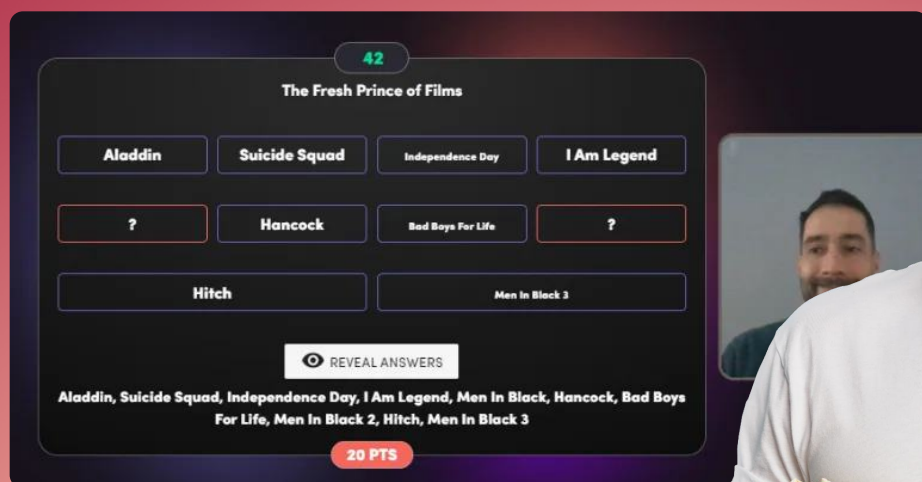 42
The Fresh Prince of Films
Aladdin
Suicide Squad
Independence Day
I Am Legend
?
Hancock
Bad Boys For Life
?
Hitch
Men In Black 3
REVEAL ANSWERS
Aladdin, Suicide Squad, Independence Day, I Am Legend, Men In Black, Hancock, Bad Boys
For Life, Men In Black 2, Hitch, Men In Black 3
20 PTS